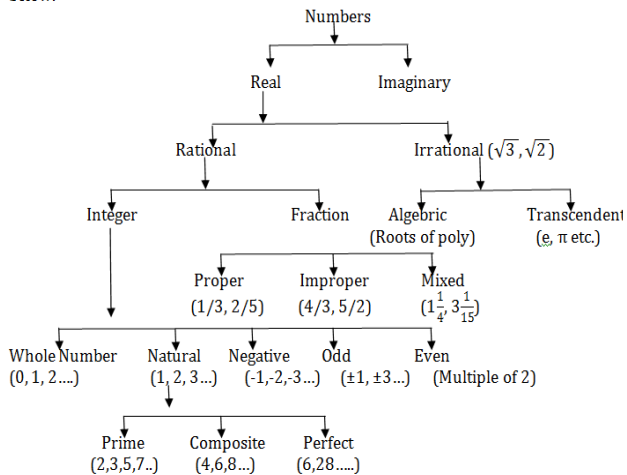 Numbers
Real Imaginary
Rational Irrational (√3 , √2)
Integer Fraction Algebric Transcendent
(Roots of poly) (e, π etc.)
Proper Improper Mixed
(1/3, 2/5) (4/3, 5/2) (1 1/4, 3 1/15)
Whole Number Natural Negative Odd Even
(0, 1, 2....) (1, 2, 3...) (-1,-2,-3... ) (±1, ±3... ) (Multiple of 2)
Prime Composite Perfect
(2,3,5,7..) (4,6,8...) (6,28.....)